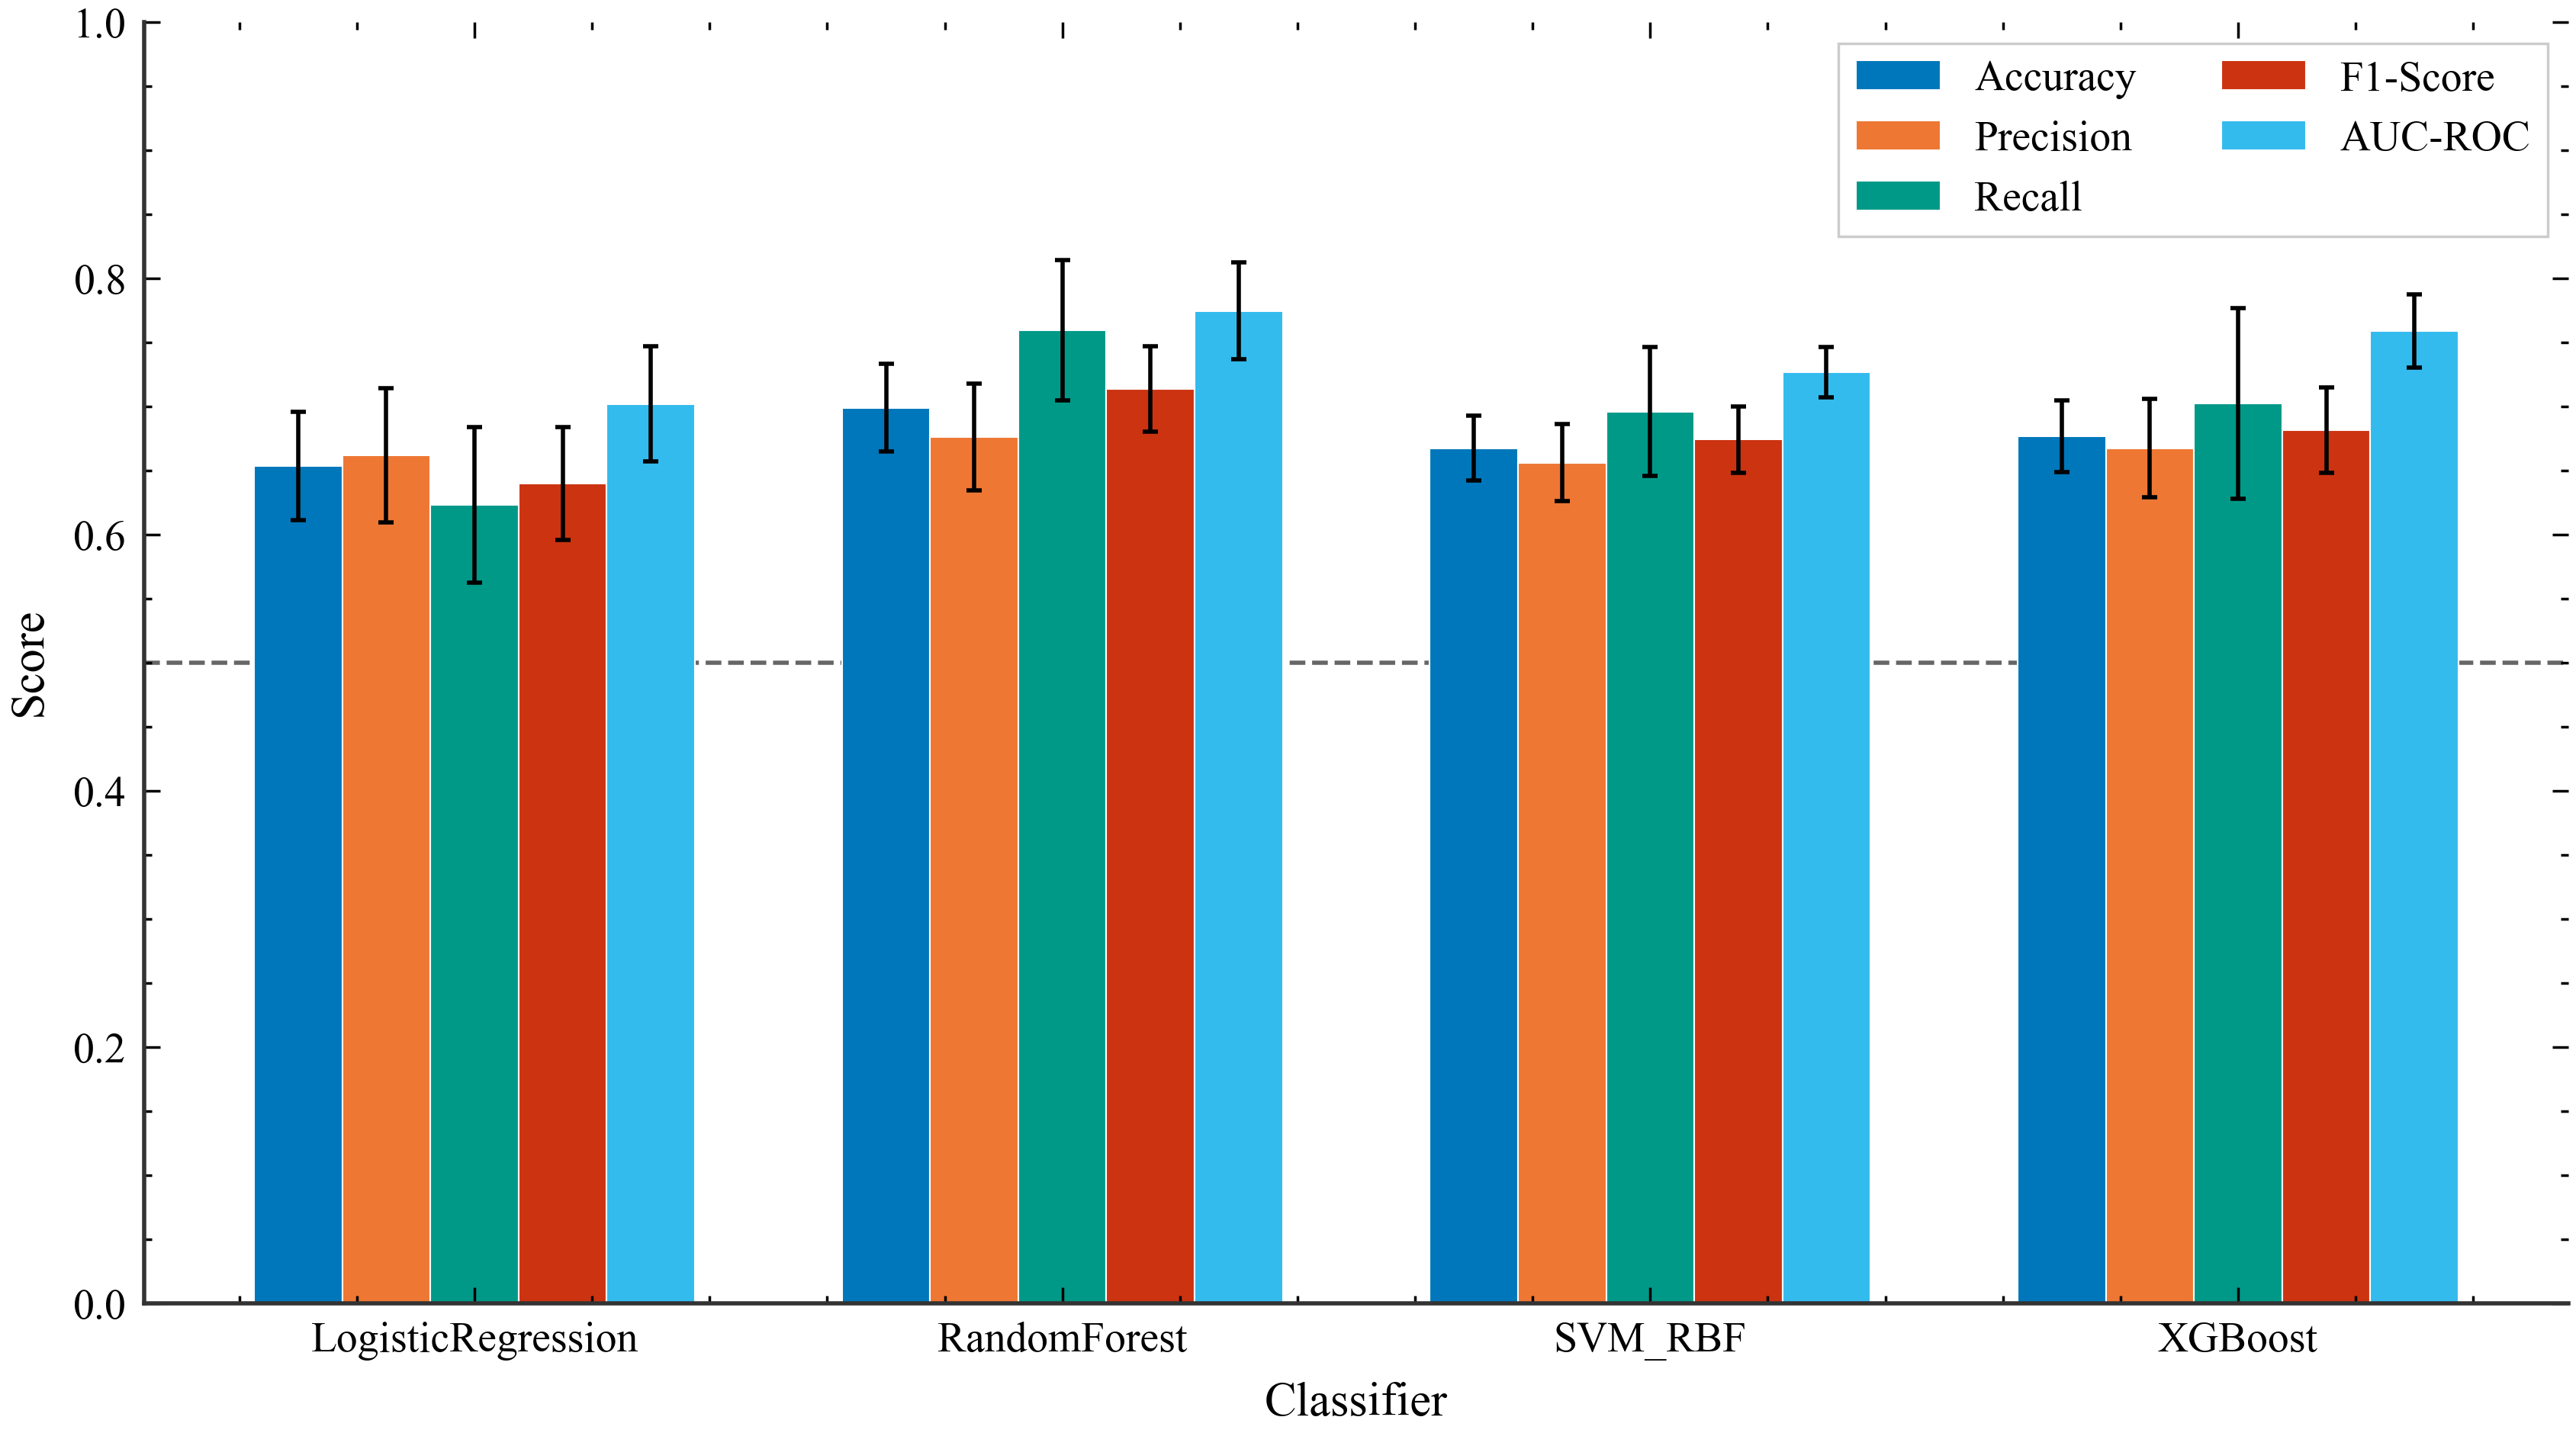 1.0
0.8
0.6
0.4
0.2
0.0
Score
Accuracy
Precision
Recall
F1-Score
AUC-ROC
LogisticRegression
RandomForest
SVM_RBF
XGBoost
Classifier